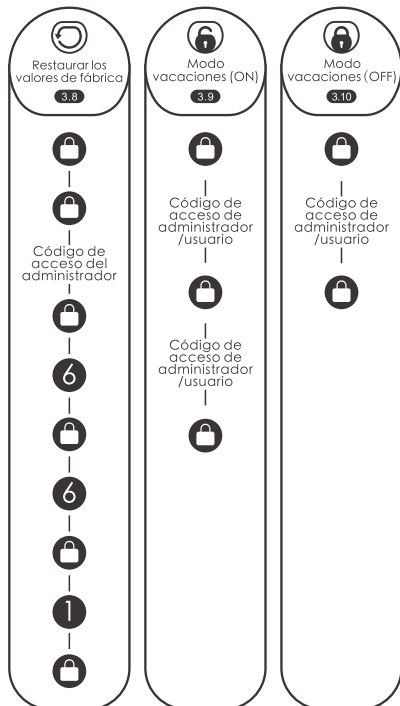 Restaurar los
valores de fábrica
3.8
Código de
acceso del
administrador
6
6
1
Modo
vacaciones (ON)
3.9
Código de
acceso de
administrador
/usuario
Código de
acceso de
administrador
/usuario
Modo
vacaciones (OFF)
3.10
Código de
acceso de
administrador
/usuario